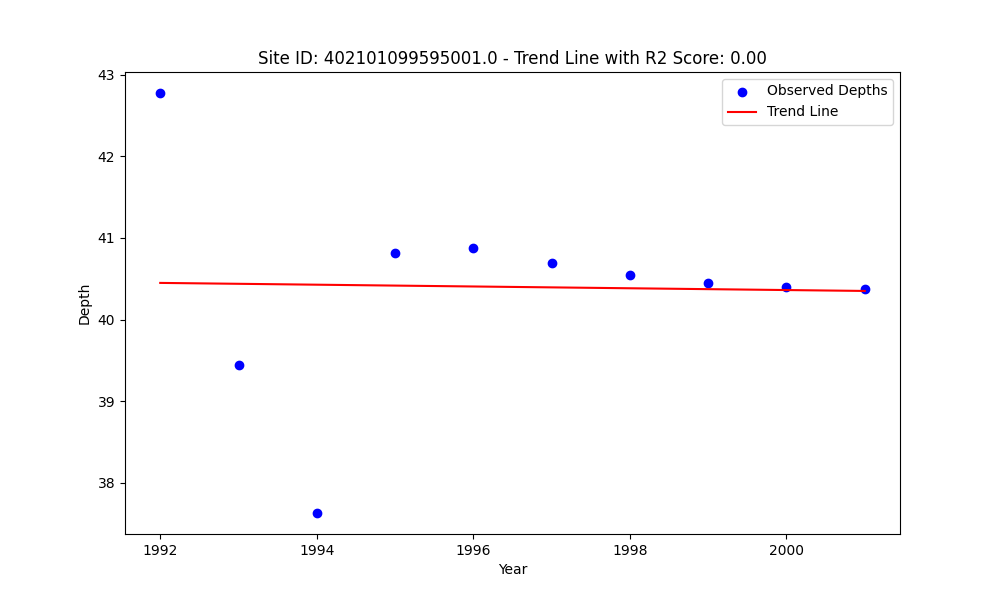 Site ID: 402101099595001.0 - Trend Line with R2 Score: 0.00
Observed Depths
Trend Line
43
42
41
40
39
38
Depth
1992
1994
1996
1998
2000
Year